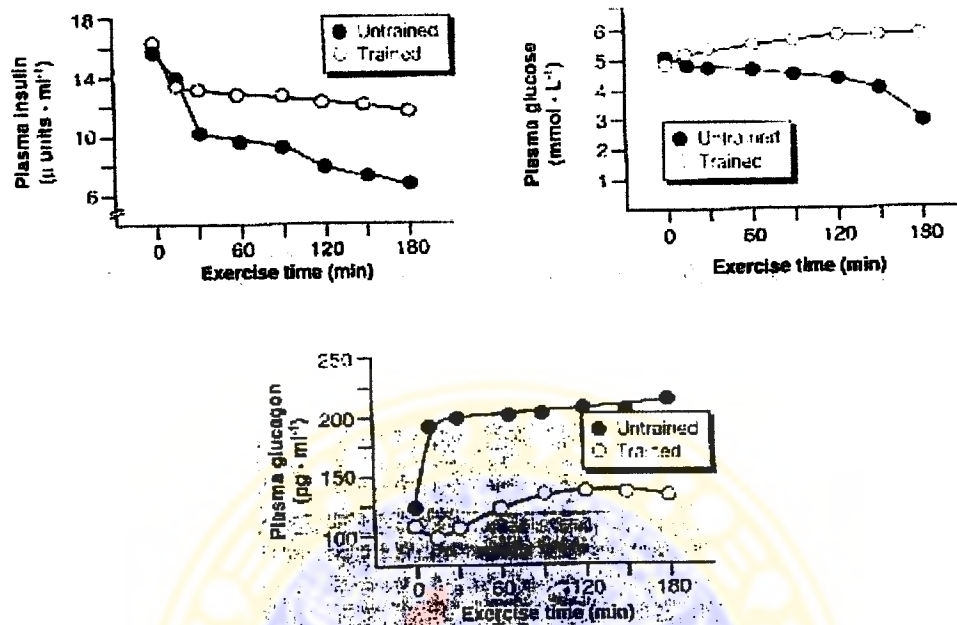 18
14
10
6
Plasma insulin
(μ units · ml⁻¹)
Untrained
Trained
0 60 120 180
Exercise time (min)
6
5
4
3
2
1
Plasma glucose
(mmol · L⁻¹)
Untrained
Trained
0 60 120 180
Exercise time (min)
250
200
150
100
Plasma glucagon
(pg · ml⁻¹)
Untrained
Trained
0 60 120 180
Exercise time (min)